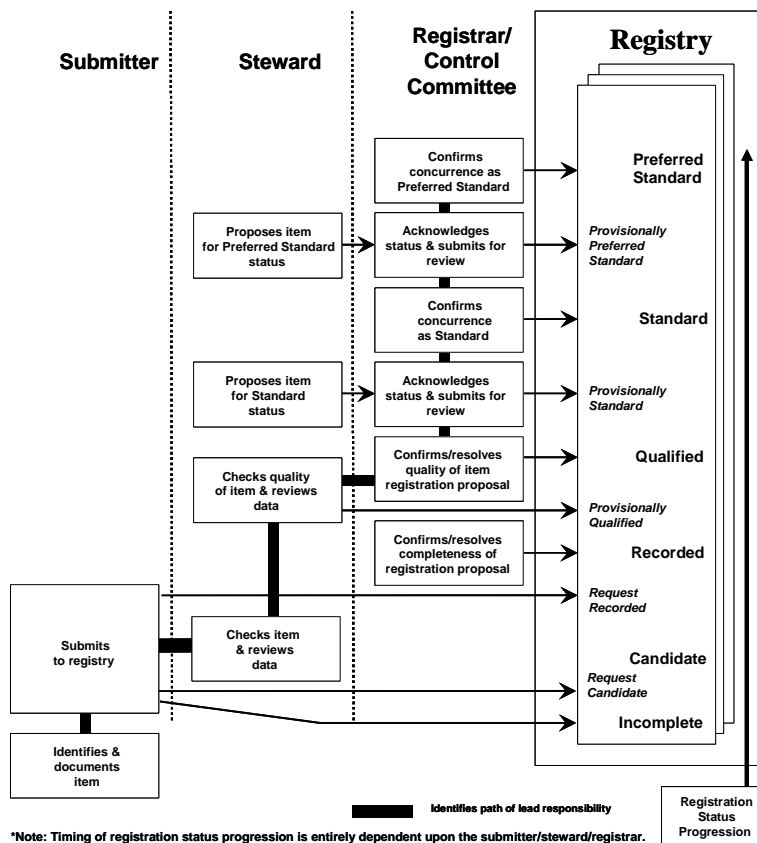 Submitter
Steward
Registrar/
Control
Committee
Registry
Confirms
concurrence as
Preferred Standard
Preferred
Standard
Proposes item
for Preferred Standard
status
Acknowledges
status & submits for
review
Provisionally
Preferred
Standard
Confirms
concurrence
as Standard
Standard
Proposes item
for Standard
status
Acknowledges
status & submits for
review
Provisionally
Standard
Checks quality
of item & reviews
data
Confirms/resolves
quality of item
registration proposal
Qualified
Provisionally
Qualified
Confirms/resolves
completeness of
registration proposal
Recorded
Request
Recorded
Submits
to registry
Checks item
& reviews
data
Candidate
Request
Candidate
Incomplete
Identifies &
documents
item
Identifies path of lead responsibility
Registration
Status
Progression
*Note: Timing of registration status progression is entirely dependent upon the submitter/steward/registrar.